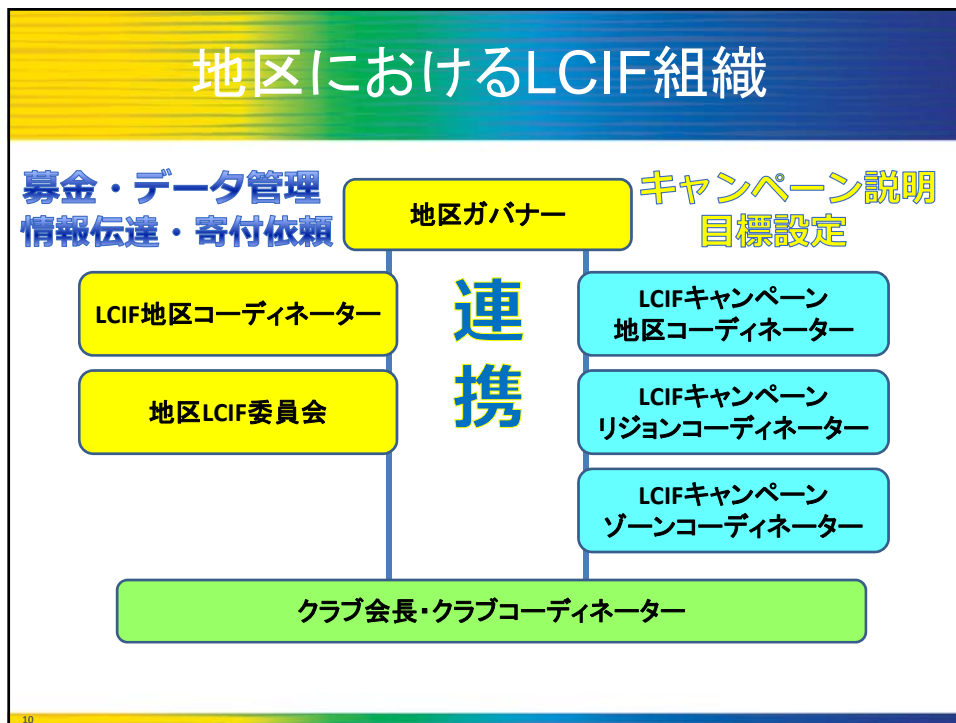 地区におけるLCIF組織
募金・データ管理
情報伝達・寄付依頼
地区ガバナー
キャンペーン説明
目標設定
LCIF地区コーディネーター
地区LCIF委員会
連
携
LCIFキャンペーン
地区コーディネーター
LCIFキャンペーン
リジョンコーディネーター
LCIFキャンペーン
ゾーンコーディネーター
クラブ会長・クラブコーディネーター
10